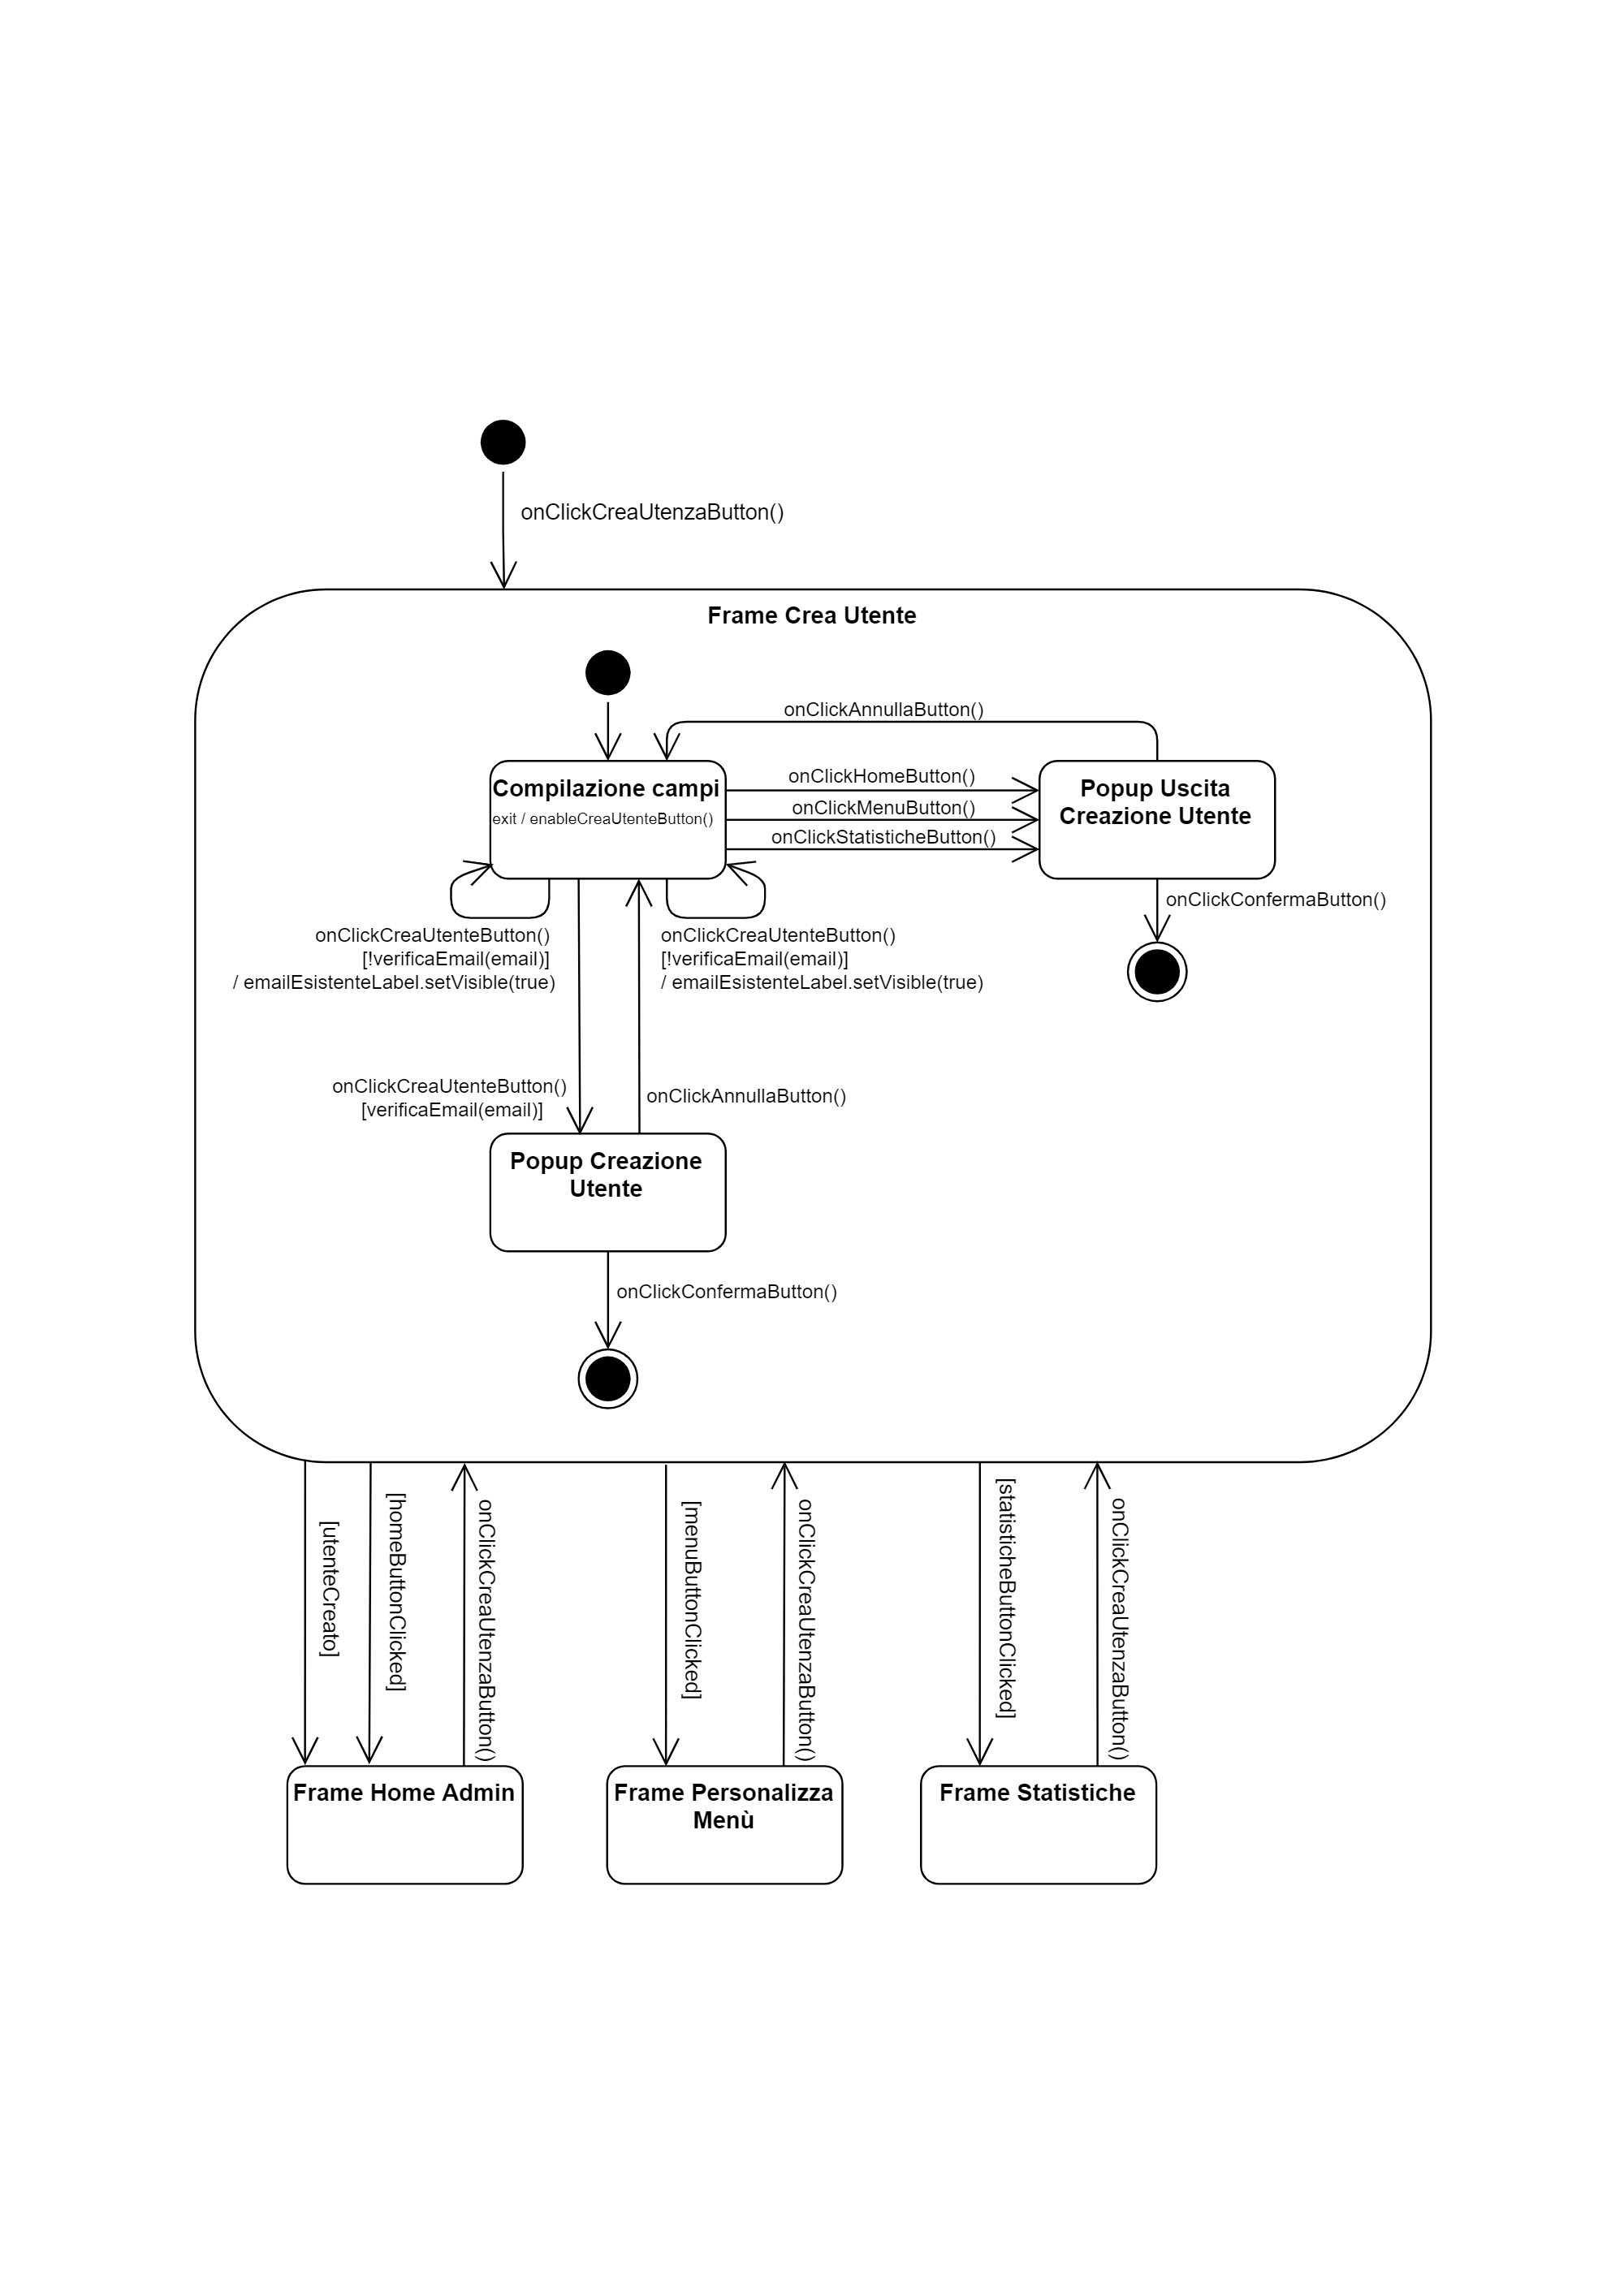 onClickCreaUtenzaButton()
Frame Crea Utente
onClickAnnullaButton()
Compilazione campi
exit / enableCreaUtenteButton()
onClickHomeButton()
onClickMenuButton()
onClickStatisticheButton()
Popup Uscita
Creazione Utente
onClickConfermaButton()
onClickCreaUtenteButton()
[!verificaEmail(email)]
/ emailEsistenteLabel.setVisible(true)
onClickCreaUtenteButton()
[!verificaEmail(email)]
/ emailEsistenteLabel.setVisible(true)
onClickCreaUtenteButton()
[verificaEmail(email)]
onClickAnnullaButton()
Popup Creazione
Utente
onClickConfermaButton()
[utenteCreato]
[homeButtonClicked]
onClickCreaUtenzaButton()
[menuButtonClicked]
onClickCreaUtenzaButton()
[statisticheButtonClicked]
onClickCreaUtenzaButton()
Frame Home Admin
Frame Personalizza
Menù
Frame Statistiche